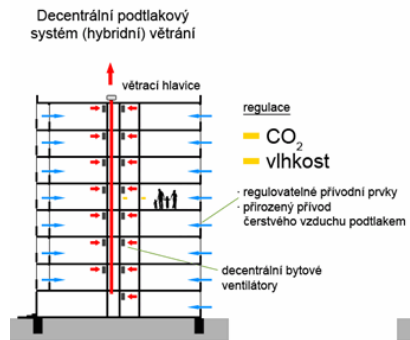 Decentrální podtlakový
systém (hybridní) větrání
větrací hlavice
regulace
CO2
vlhkost
· regulovatelné přívodní prvky
· přirozený přívod
čerstvého vzduchu podtlakem
decentrální bytové
ventilátory